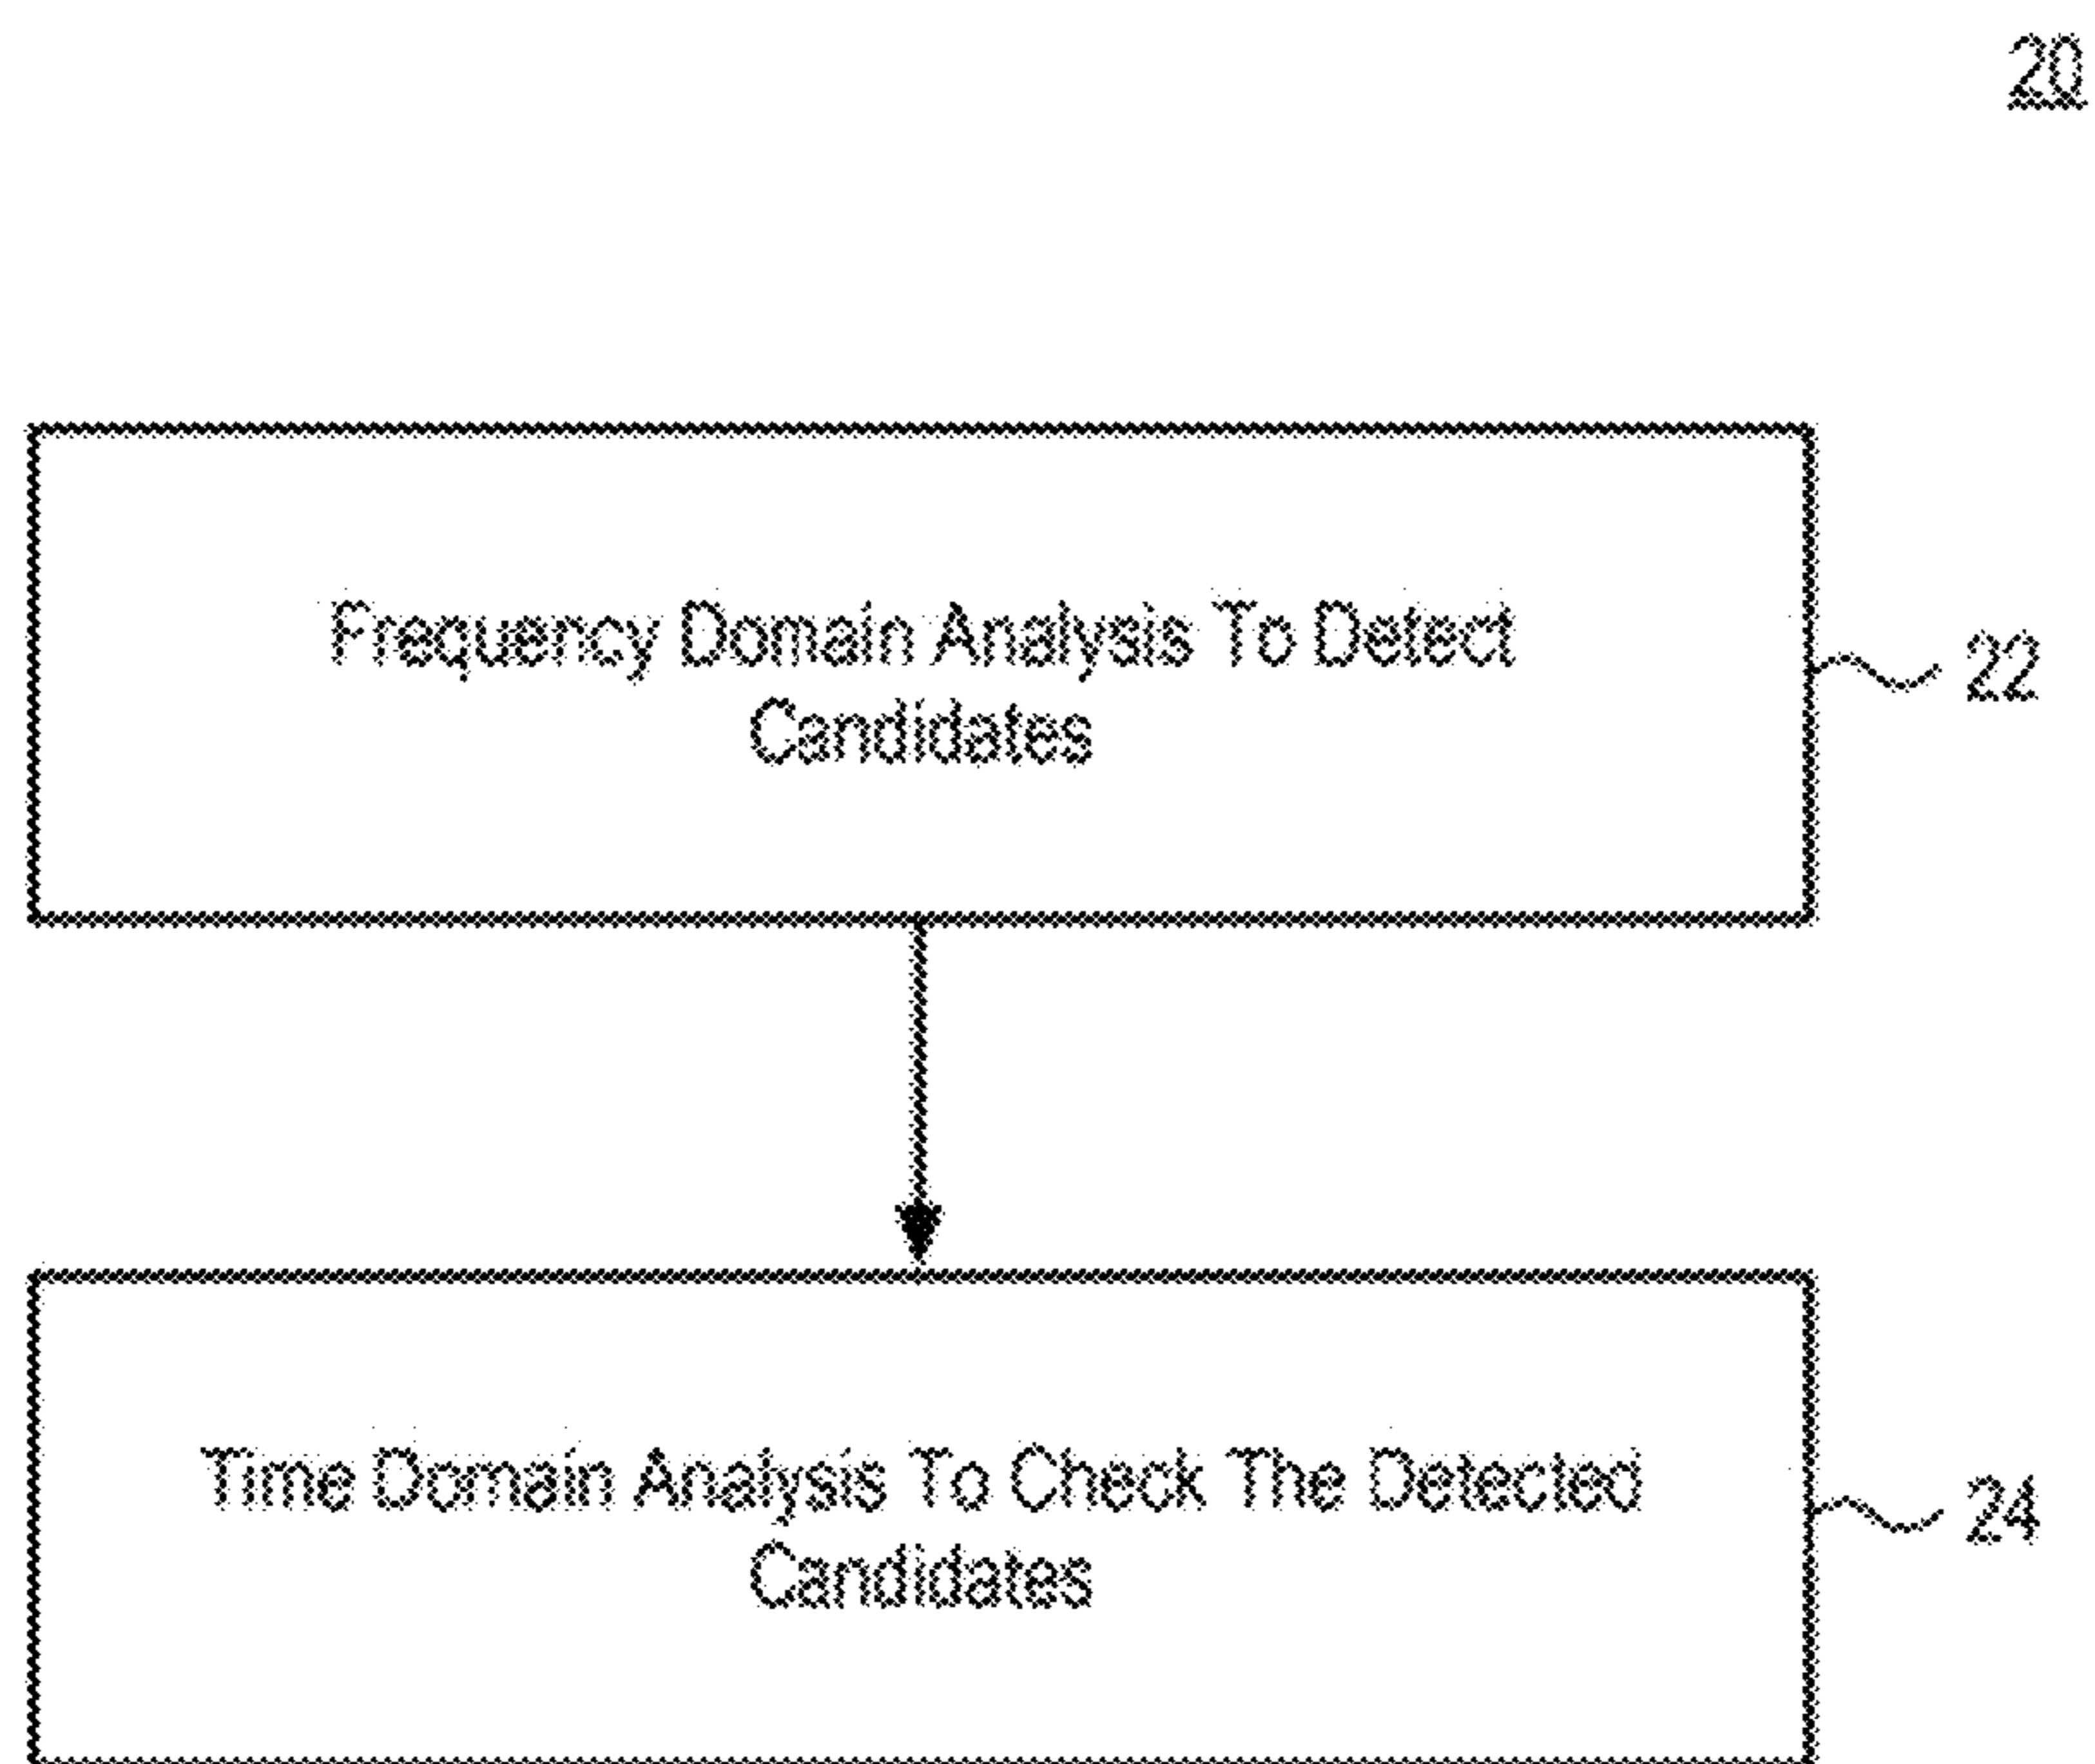 20
Frequency Domain Analysis To Detect
Candidates
22
Time Domain Analysis To Check The Detected
Candidates
24